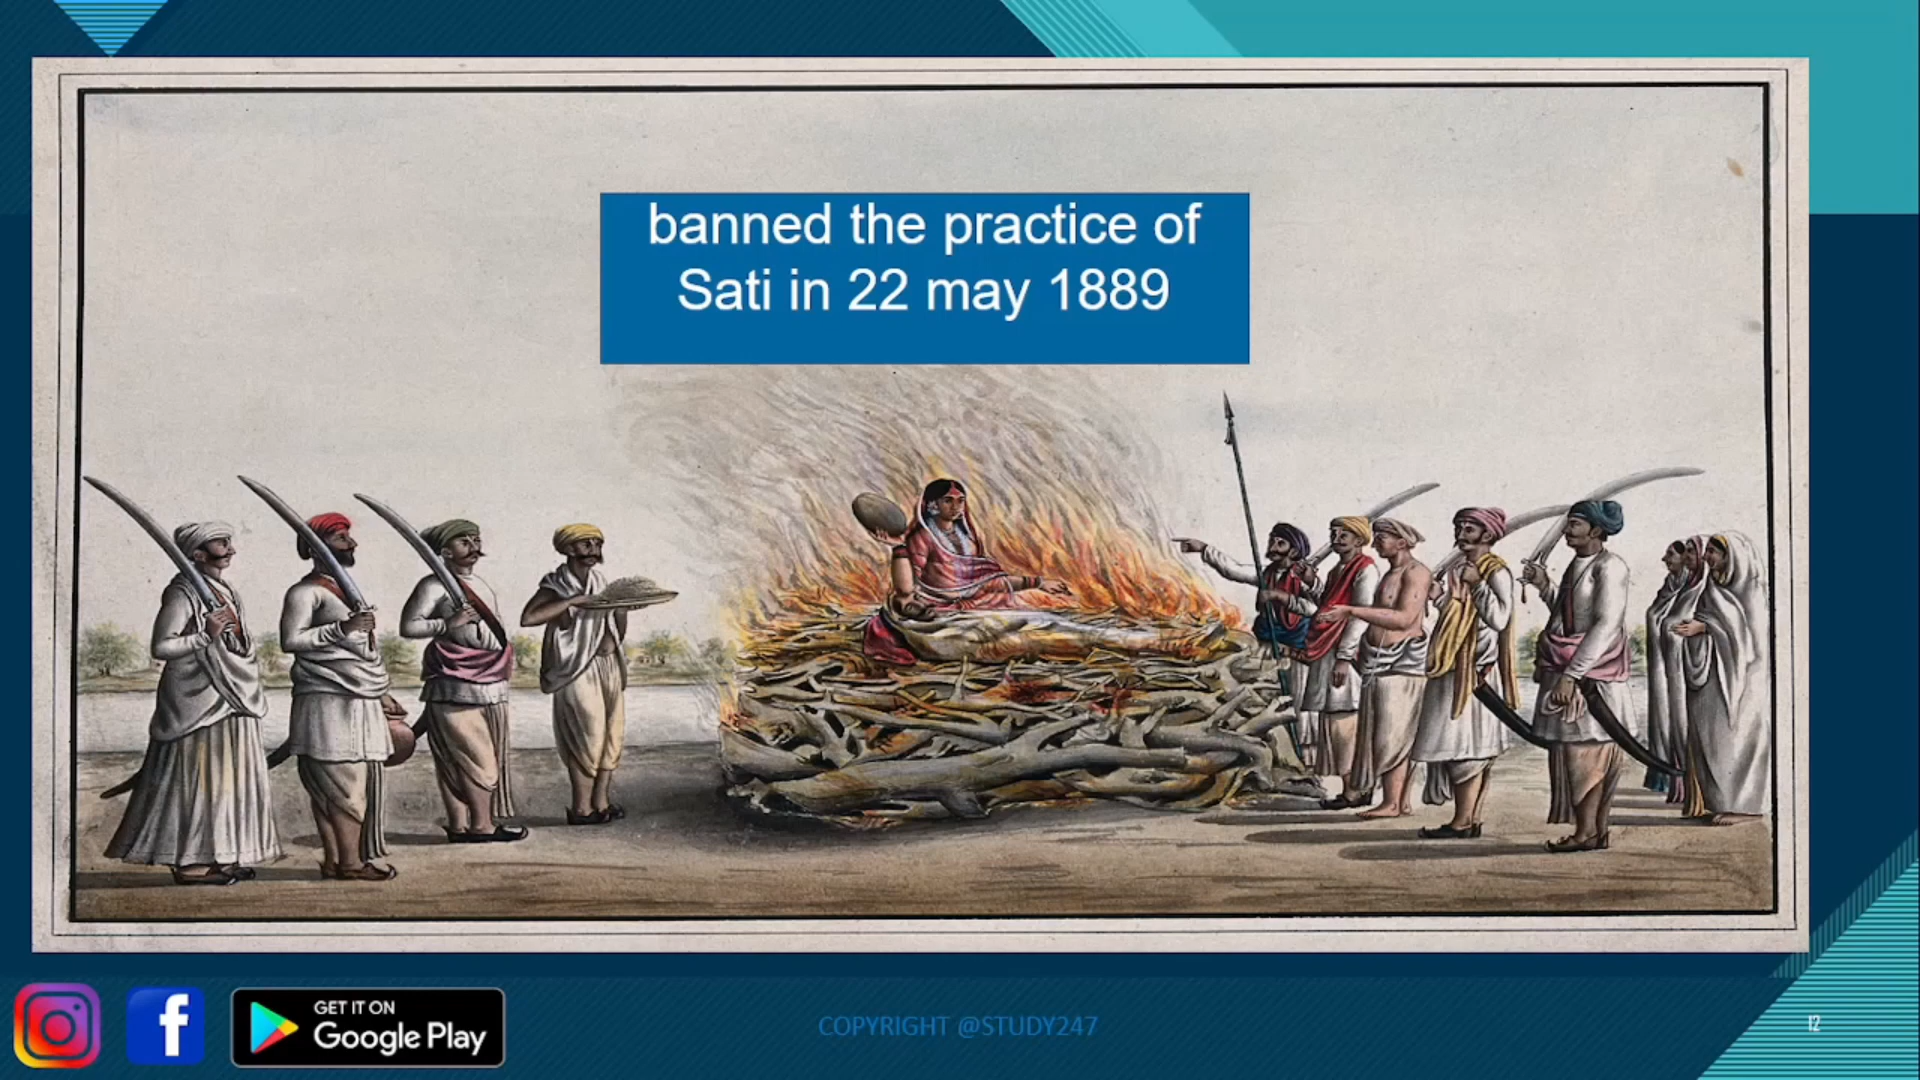 banned the practice of
Sati in 22 may 1889
GET IT ON
Google Play
COPYRIGHT @STUDY247
12